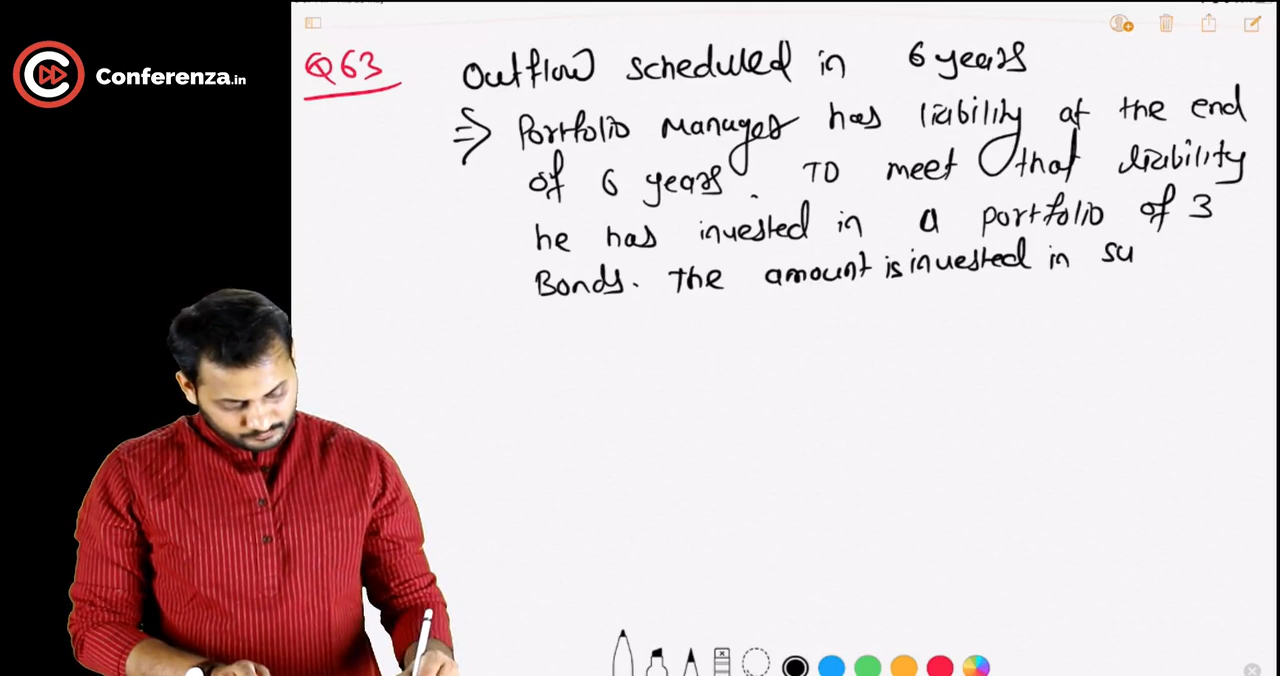 Conferenza.in
Q63
Outflow scheduled in 6 years
⇒ Portfolio Manager has liability at the end
of 6 years. TO meet that liability
he has invested in a portfolio of 3
Bonds. The amount is invested in su